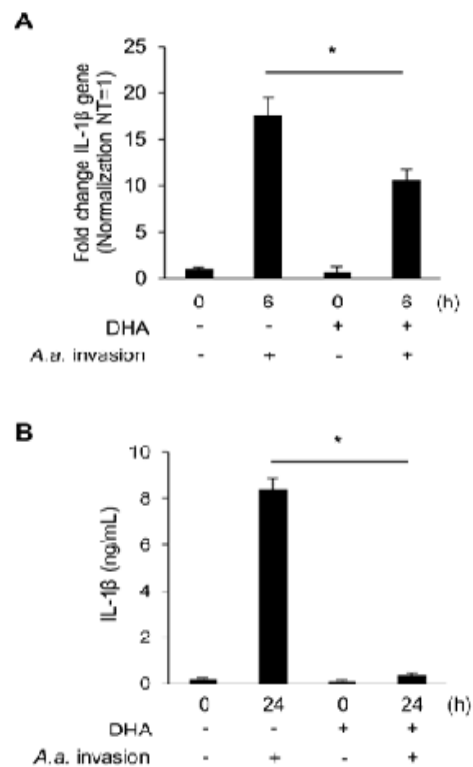 A
Fold change IL-1β gene
(Normalization NT=1)
25
20
15
10
5
0
*
0 6 0 6 (h)
DHA - - + +
A.a. invasion - + - +
B
IL-1β (ng/mL)
10
8
6
4
2
0
*
0 24 0 24 (h)
DHA - - + +
A.a. invasion - + - +